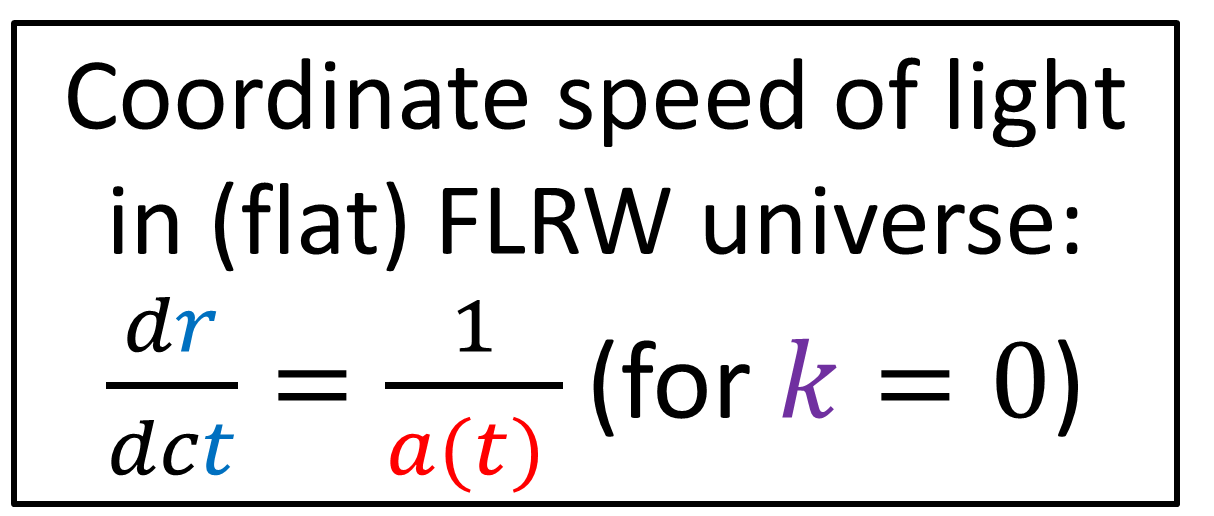 Coordinate speed of light
in (flat) FLRW universe:
dr/dct = 1/a(t) (for k = 0)